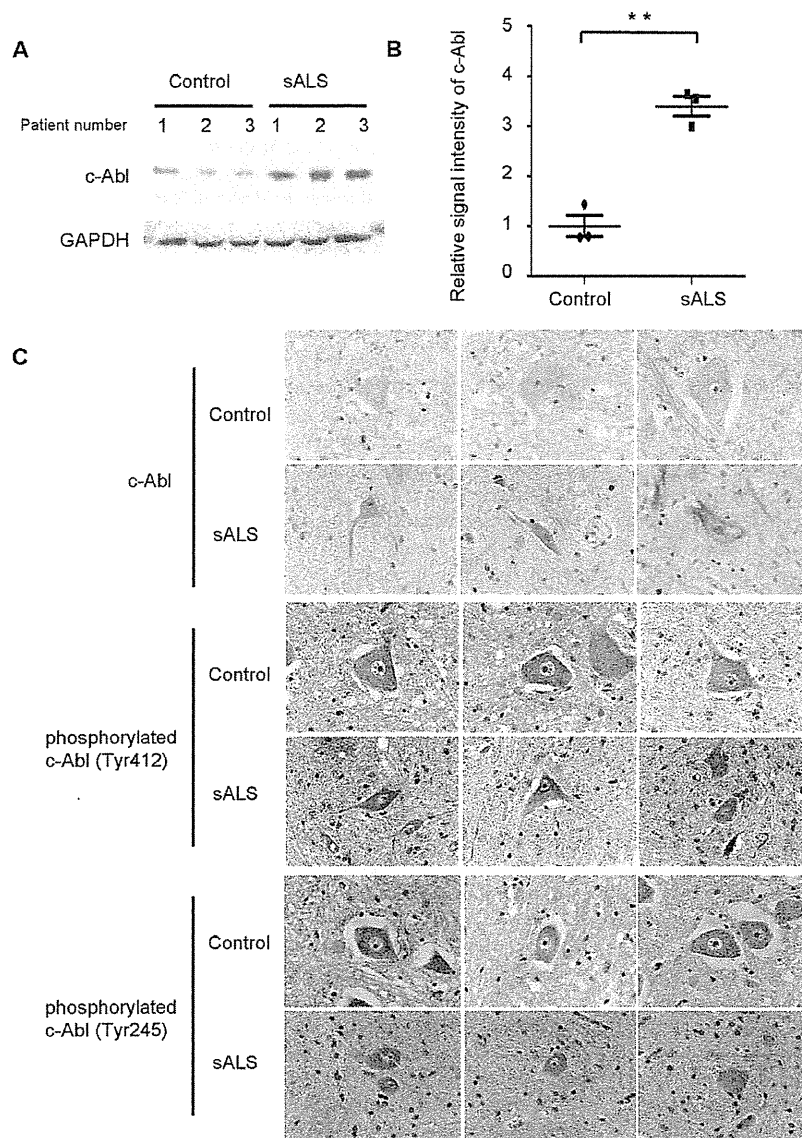 A
Control sALS
Patient number 1 2 3 1 2 3
c-Abl
GAPDH
B
* *
Relative signal intensity of c-Abl
5
4
3
2
1
0
Control sALS
C
c-Abl
Control
sALS
phosphorylated
c-Abl (Tyr412)
Control
sALS
phosphorylated
c-Abl (Tyr245)
Control
sALS